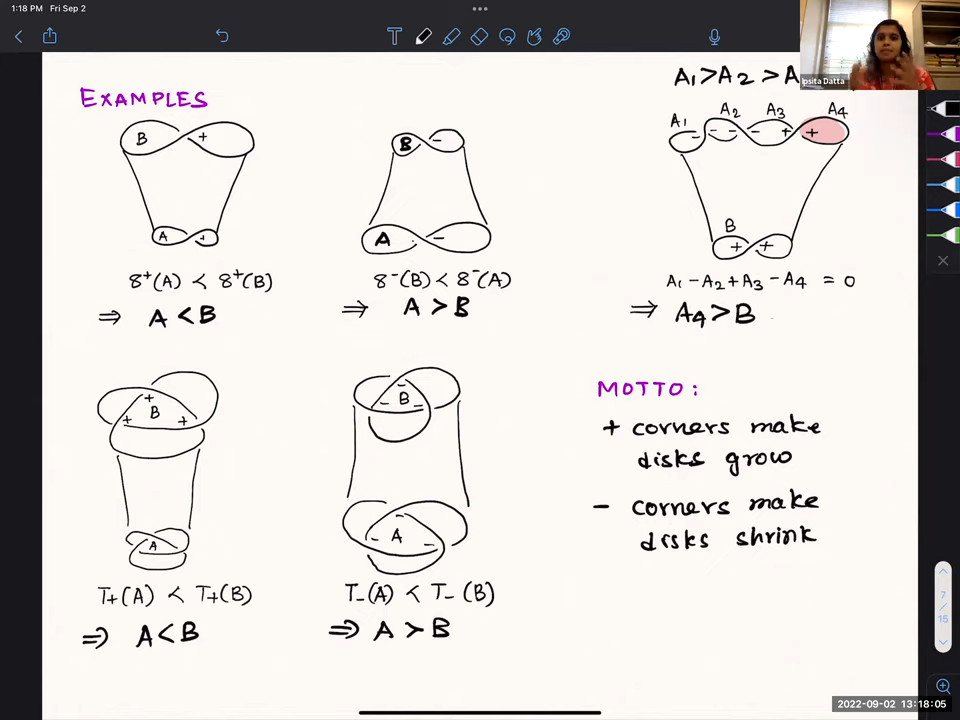 1:18 PM Fri Sep 2
Ipsita Datta
EXAMPLES
B +
A +
8⁺(A) < 8⁺(B)
⇒ A < B
B -
A -
8⁻(B) < 8⁻(A)
⇒ A > B
A₁ > A₂ > A
A₁ A₂ A₃ A₄
- - - - + +
B
+ +
A₁ - A₂ + A₃ - A₄ = 0
⇒ A₄ > B
+
+ B +
A
T₊(A) < T₊(B)
⇒ A < B
-
- B -
-
- A -
T₋(A) < T₋(B)
⇒ A > B
MOTTO:
+ corners make
disks grow
- corners make
disks shrink
7
/
15
2022-09-02 13:18:05